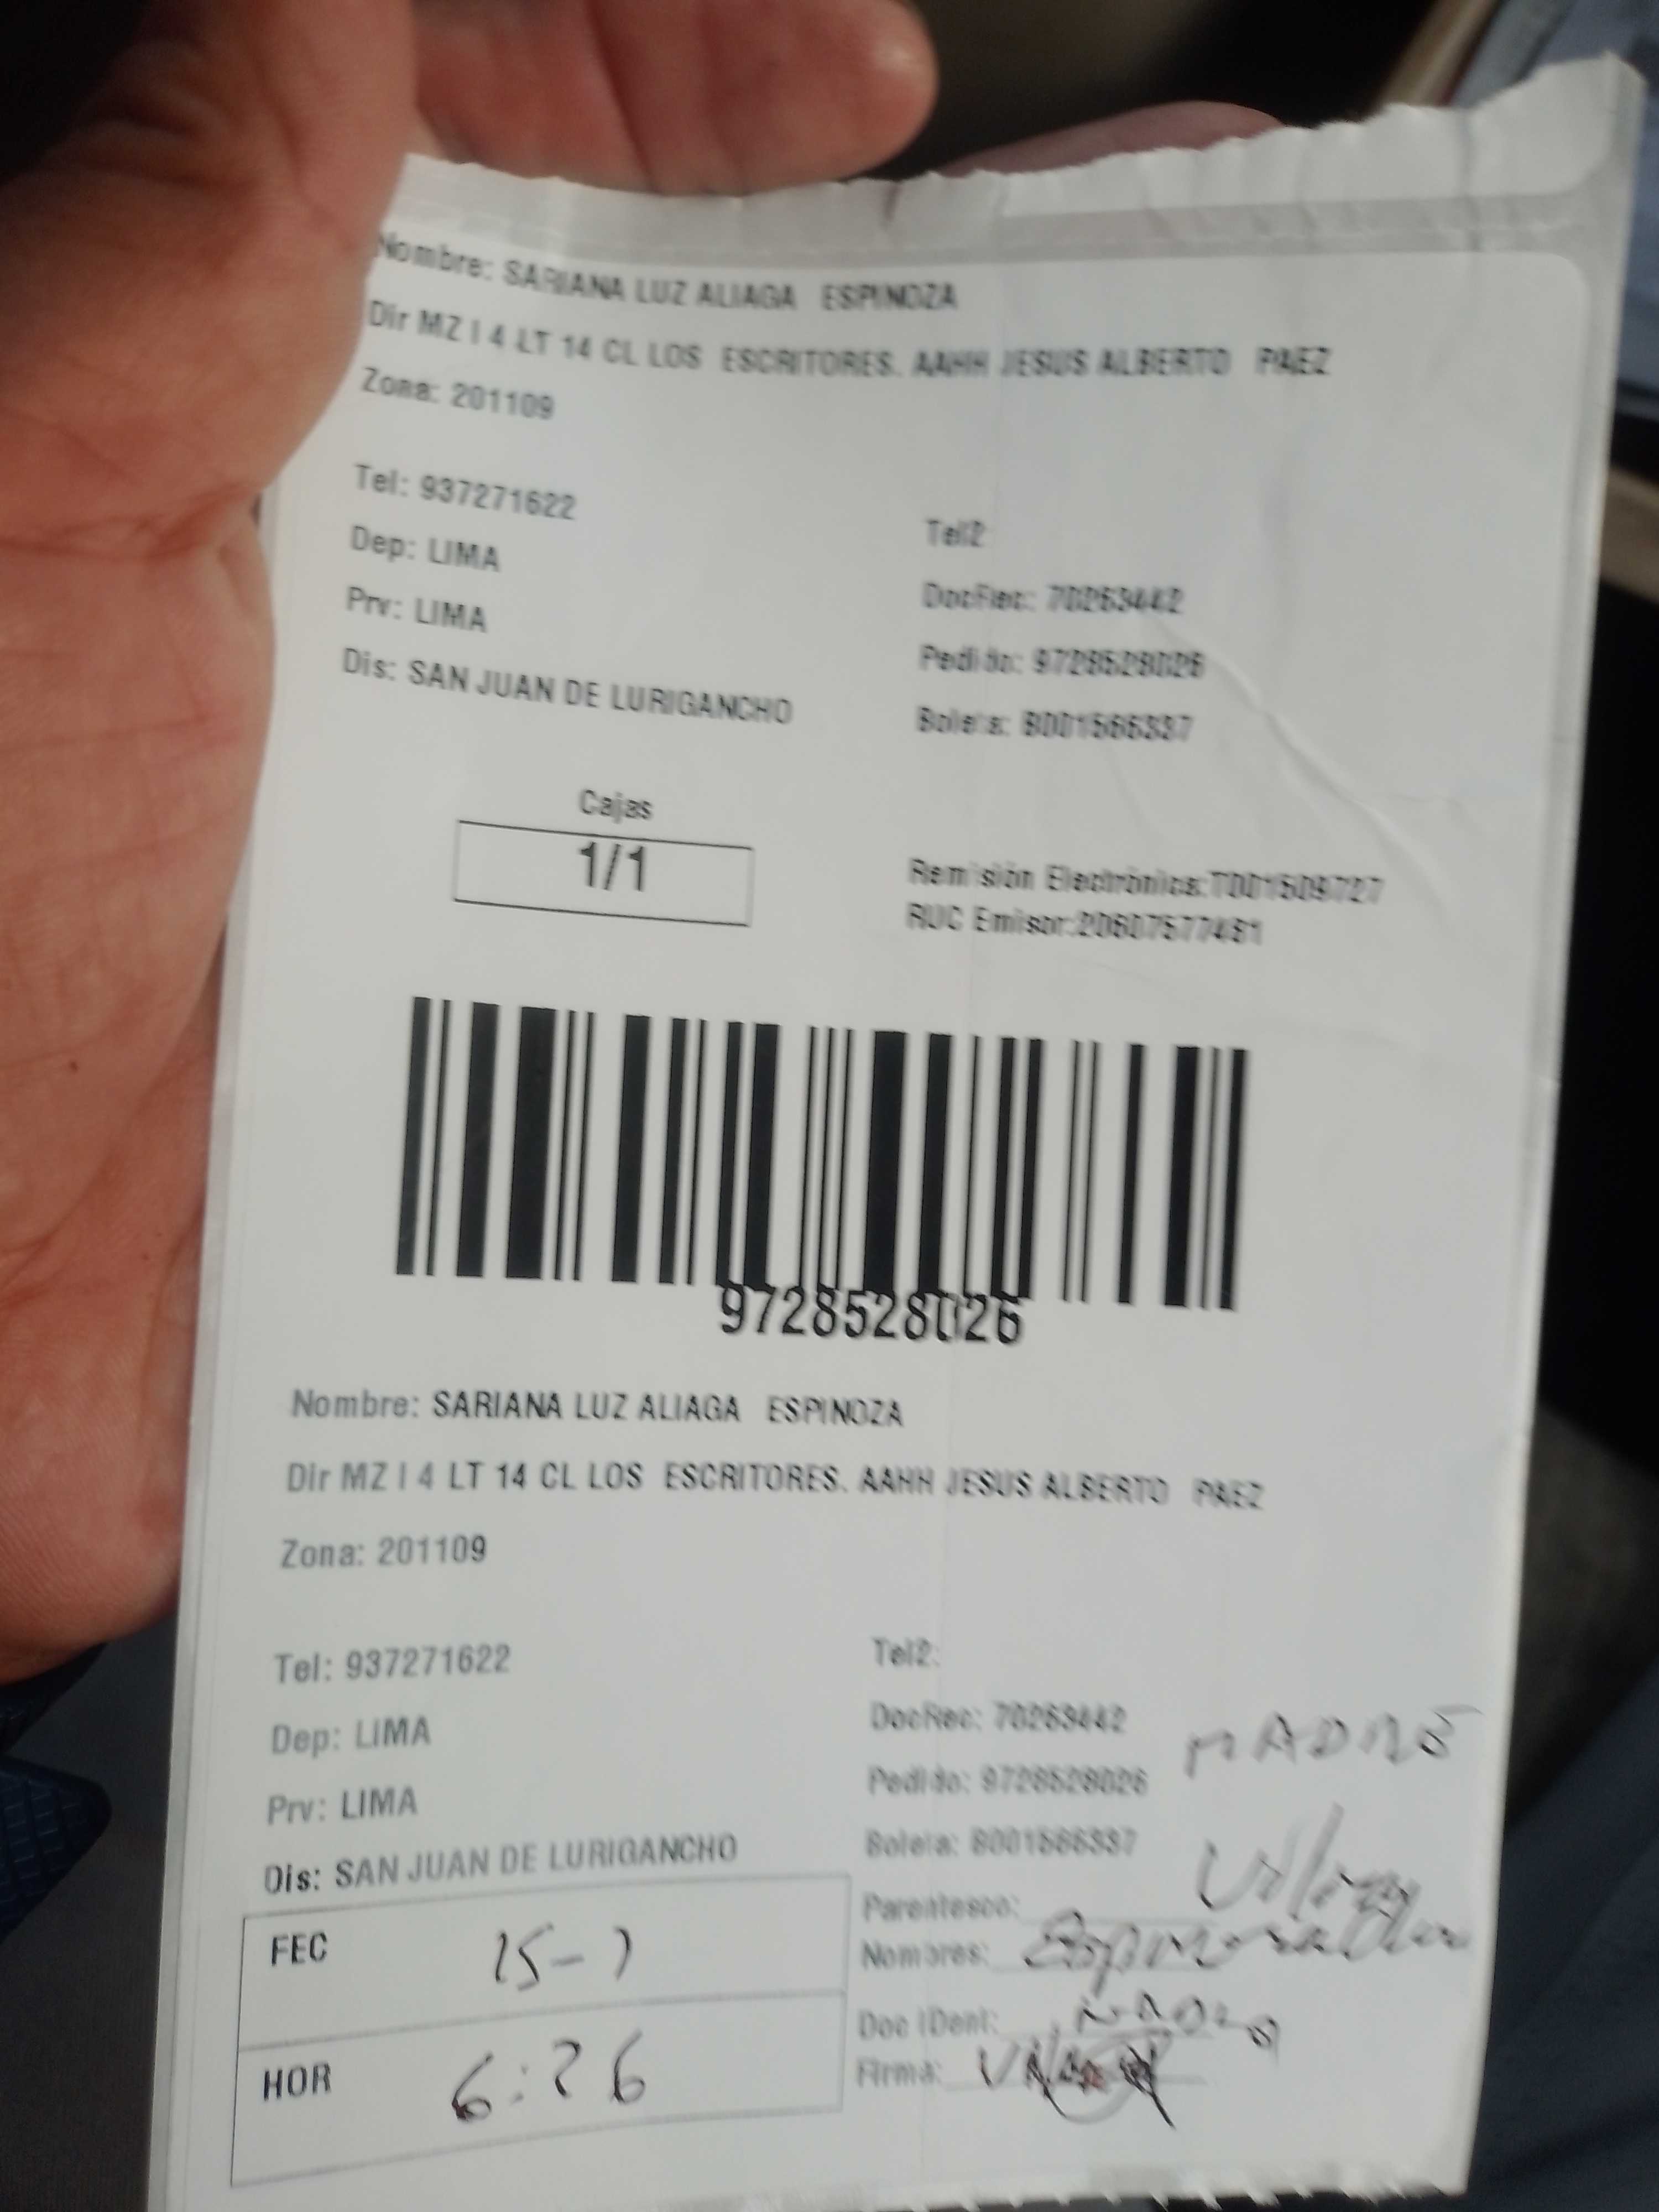 Nombre: SARIANA LUZ ALIAGA ESPINOZA
Dir MZ I 4 LT 14 CL LOS ESCRITORES. AAHH JESUS ALBERTO PAEZ
Zona: 201109
Tel: 937271622
Tel2
Dep: LIMA
DocRec: 70263442
Prv: LIMA
Pedido: 9728528026
Dis: SAN JUAN DE LURIGANCHO
Boleta: B001566337
Cajas
1/1
Remisión Electrónica:T001509727
RUC Emisor:20607577481
9728528026
Nombre: SARIANA LUZ ALIAGA ESPINOZA
Dir MZ I 4 LT 14 CL LOS ESCRITORES. AAHH JESUS ALBERTO PAEZ
Zona: 201109
Tel: 937271622
Tel2:
Dep: LIMA
DocRec: 70263442
MADRE
Prv: LIMA
Pedido: 9728528026
Dis: SAN JUAN DE LURIGANCHO
Boleta: B001566337
Parentesco:
FEC 15-7
Nombres:
Doc IDent:
HOR 6:26
Firma: